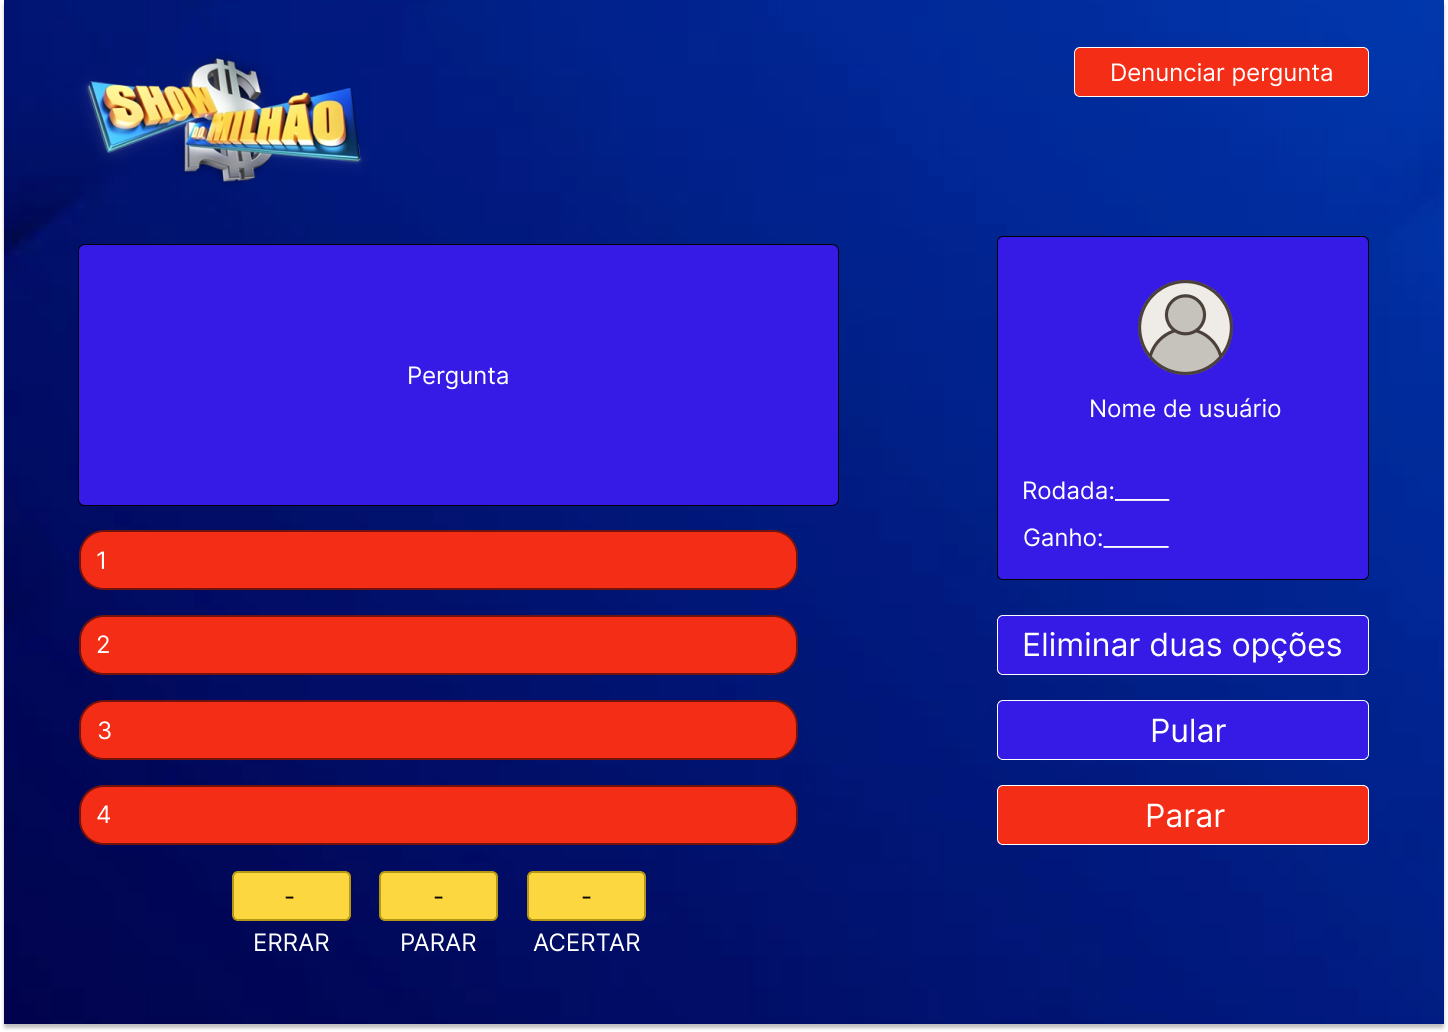 SHOW
DO MILHÃO
Denunciar pergunta
Pergunta
1
2
3
4
-
-
-
ERRAR
PARAR
ACERTAR
Nome de usuário
Rodada:_____
Ganho:______
Eliminar duas opções
Pular
Parar